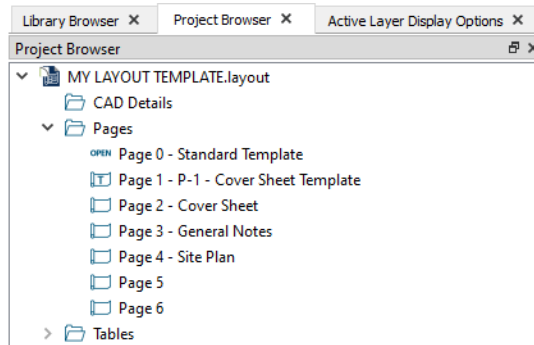 Library Browser X Project Browser X Active Layer Display Options X
Project Browser
MY LAYOUT TEMPLATE.layout
CAD Details
Pages
OPEN Page 0 - Standard Template
T Page 1 - P-1 - Cover Sheet Template
Page 2 - Cover Sheet
Page 3 - General Notes
Page 4 - Site Plan
Page 5
Page 6
Tables